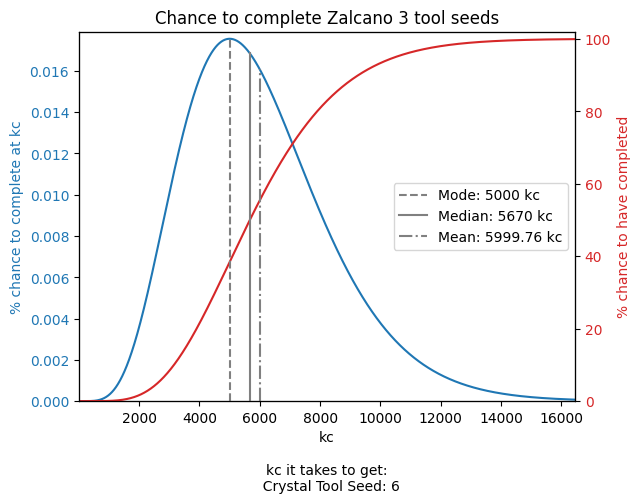 Chance to complete Zalcano 3 tool seeds
% chance to complete at kc
0.016
0.014
0.012
0.010
0.008
0.006
0.004
0.002
0.000
Mode: 5000 kc
Median: 5670 kc
Mean: 5999.76 kc
100
80
60
40
20
0
% chance to have completed
2000 4000 6000 8000 10000 12000 14000 16000
kc
kc it takes to get:
Crystal Tool Seed: 6